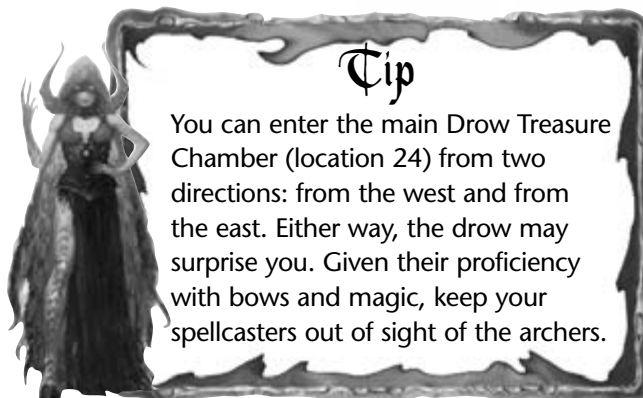 Tip
You can enter the main Drow Treasure
Chamber (location 24) from two
directions: from the west and from
the east. Either way, the drow may
surprise you. Given their proficiency
with bows and magic, keep your
spellcasters out of sight of the archers.